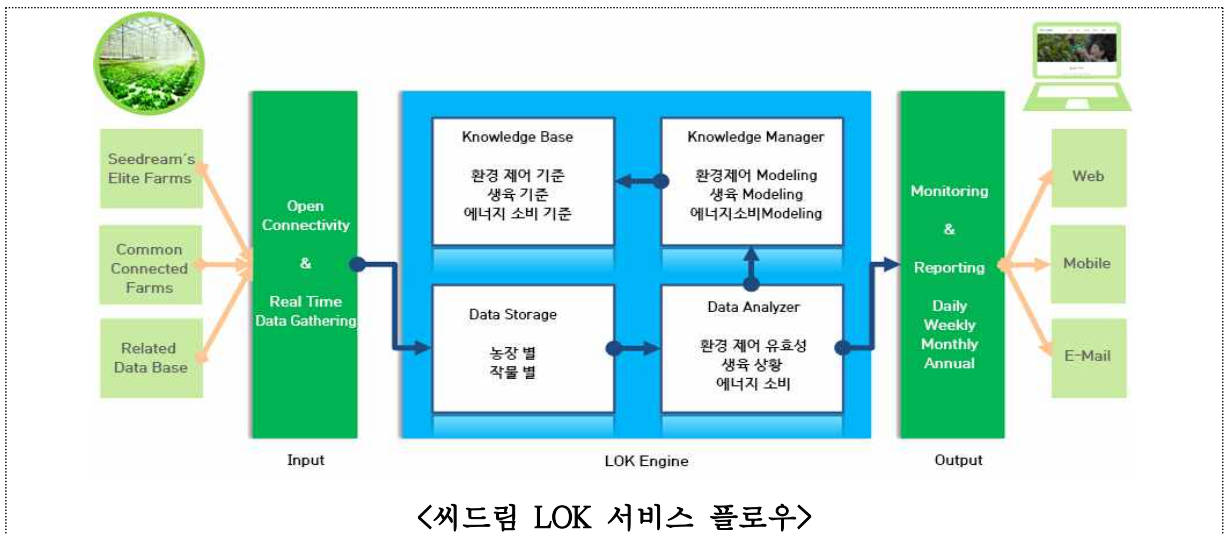 Seedream's
Elite Farms
Common
Connected
Farms
Related
Data Base
Open
Connectivity
&
Real Time
Data Gathering
Input
Knowledge Base
환경 제어 기준
생육 기준
에너지 소비 기준
Knowledge Manager
환경제어 Modeling
생육 Modeling
에너지소비Modeling
Data Storage
농장 별
작물 별
Data Analyzer
환경 제어 유효성
생육 상황
에너지 소비
LOK Engine
Monitoring
&
Reporting
Daily
Weekly
Monthly
Annual
Output
Web
Mobile
E-Mail
<씨드림 LOK 서비스 플로우>